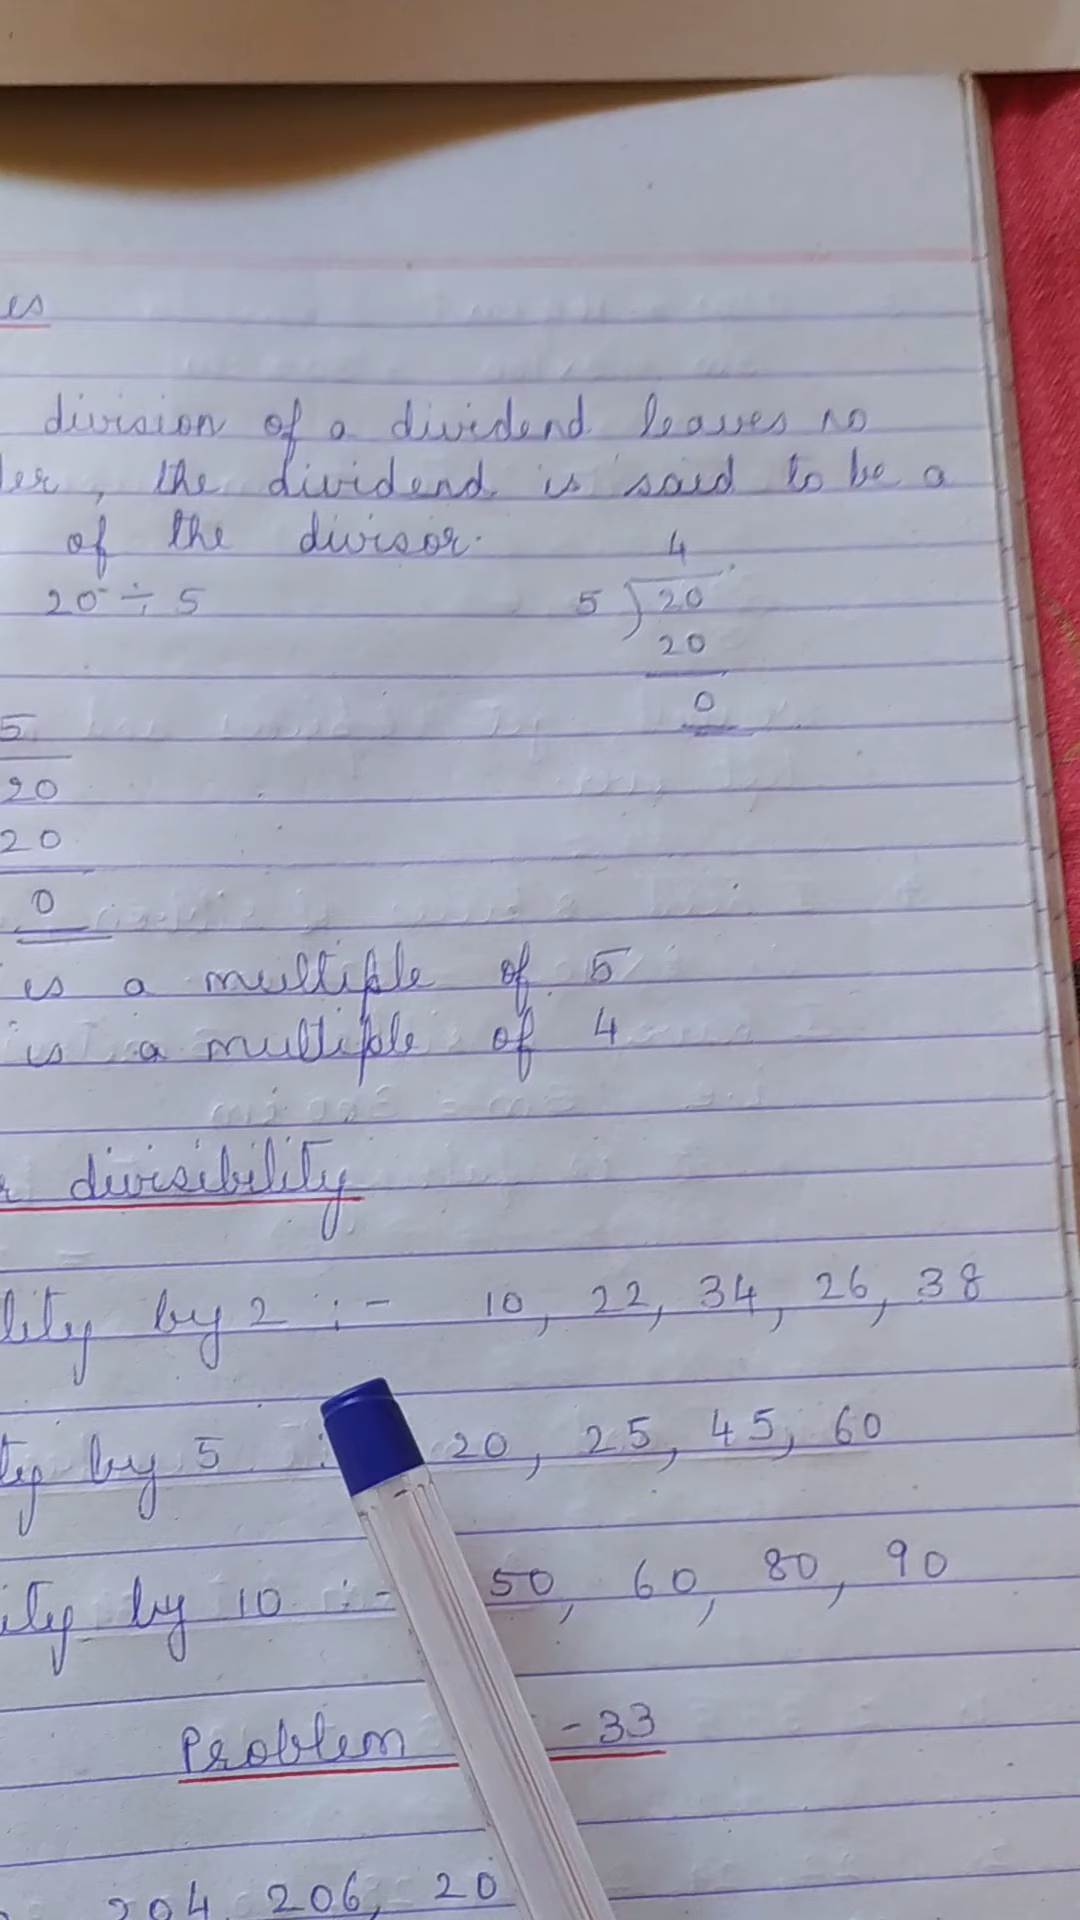 es
division of a dividend leaves no
der, the dividend is said to be a
of the divisor.
20 ÷ 5
4
5 ) 20
20
0
5
20
20
0
is a multiple of 5
is a multiple of 4
divisibility
lity by 2 :- 10, 22, 34, 26, 38
ty by 5 : 20, 25, 45, 60
ity by 10 :- 50, 60, 80, 90
Problem -33
204, 206, 20